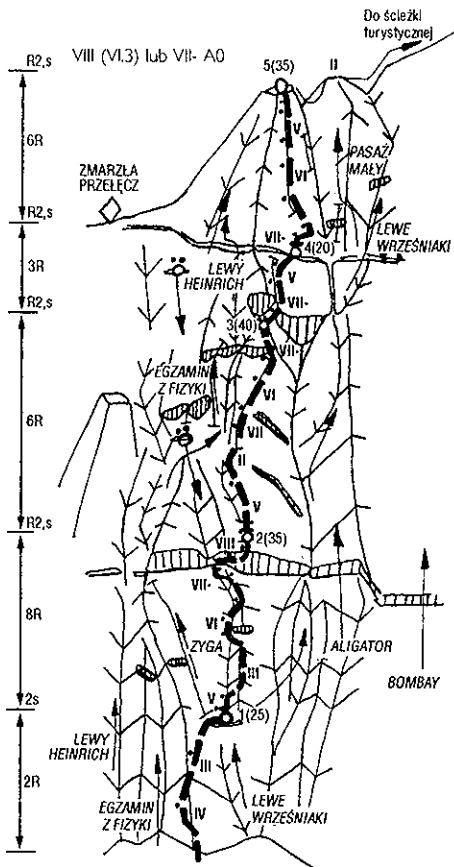 Do ścieżki
turystycznej
VIII (VI.3) lub VII- A0
R2,s
5(35)
II
V
6R
VI
PASAŻ
MAŁY
ZMARZŁA
PRZEŁĘCZ
R2,s
VII-
4(20)
LEWE
WRZEŚNIAKI
3R
LEWY
HEINRICH
V
R2,s
VII-
3(40)
VII-
EGZAMIN
Z FIZYKI
VI
6R
VII
II
V
R2,s
2(35)
VIII
VII-
8R
VI
ZYGA
ALIGATOR
III
BOMBAY
V
2s
1(25)
LEWY
HEINRICH
III
2R
EGZAMIN
Z FIZYKI
IV
LEWE
WRZEŚNIAKI